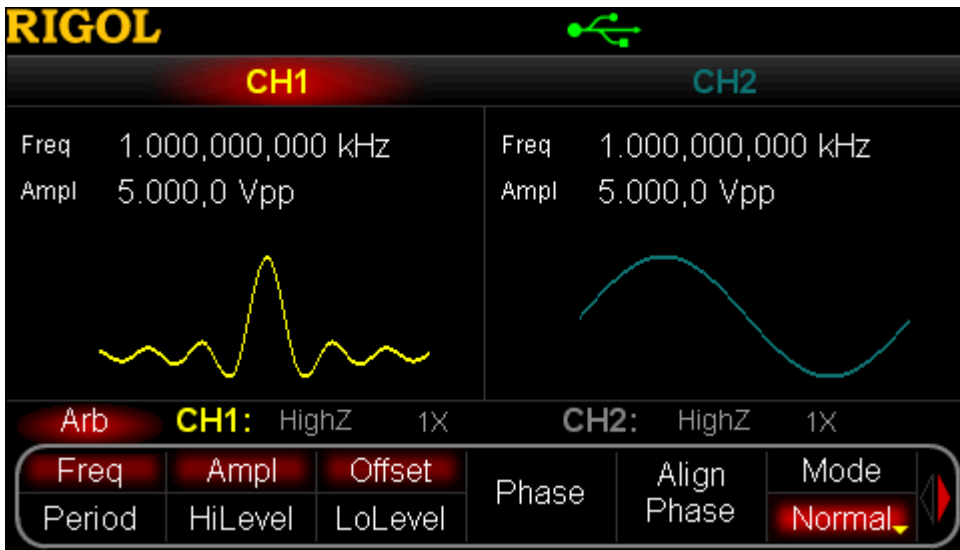 RIGOL
CH1 CH2
Freq 1.000,000,000 kHz Freq 1.000,000,000 kHz
Ampl 5.000,0 Vpp Ampl 5.000,0 Vpp
Arb CH1: HighZ 1X CH2: HighZ 1X
Freq Ampl Offset Phase Align Phase Mode
Period HiLevel LoLevel Normal